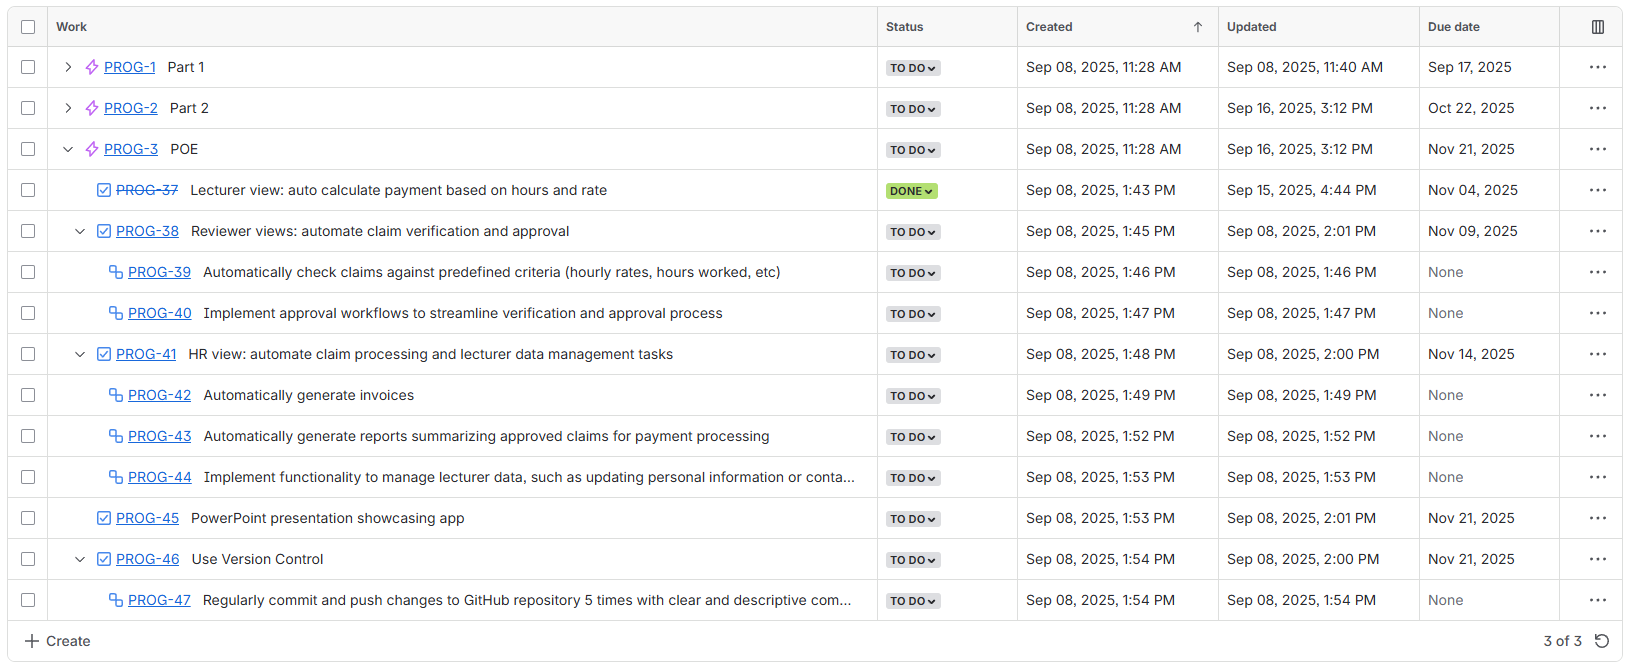 Work Status Created Updated Due date
PROG-1 Part 1 TO DO Sep 08, 2025, 11:28 AM Sep 08, 2025, 11:40 AM Sep 17, 2025
PROG-2 Part 2 TO DO Sep 08, 2025, 11:28 AM Sep 16, 2025, 3:12 PM Oct 22, 2025
PROG-3 POE TO DO Sep 08, 2025, 11:28 AM Sep 16, 2025, 3:12 PM Nov 21, 2025
PROG-37 Lecturer view: auto calculate payment based on hours and rate DONE Sep 08, 2025, 1:43 PM Sep 15, 2025, 4:44 PM Nov 04, 2025
PROG-38 Reviewer views: automate claim verification and approval TO DO Sep 08, 2025, 1:45 PM Sep 08, 2025, 2:01 PM Nov 09, 2025
PROG-39 Automatically check claims against predefined criteria (hourly rates, hours worked, etc) TO DO Sep 08, 2025, 1:46 PM Sep 08, 2025, 1:46 PM None
PROG-40 Implement approval workflows to streamline verification and approval process TO DO Sep 08, 2025, 1:47 PM Sep 08, 2025, 1:47 PM None
PROG-41 HR view: automate claim processing and lecturer data management tasks TO DO Sep 08, 2025, 1:48 PM Sep 08, 2025, 2:00 PM Nov 14, 2025
PROG-42 Automatically generate invoices TO DO Sep 08, 2025, 1:49 PM Sep 08, 2025, 1:49 PM None
PROG-43 Automatically generate reports summarizing approved claims for payment processing TO DO Sep 08, 2025, 1:52 PM Sep 08, 2025, 1:52 PM None
PROG-44 Implement functionality to manage lecturer data, such as updating personal information or conta... TO DO Sep 08, 2025, 1:53 PM Sep 08, 2025, 1:53 PM None
PROG-45 PowerPoint presentation showcasing app TO DO Sep 08, 2025, 1:53 PM Sep 08, 2025, 2:01 PM Nov 21, 2025
PROG-46 Use Version Control TO DO Sep 08, 2025, 1:54 PM Sep 08, 2025, 2:00 PM Nov 21, 2025
PROG-47 Regularly commit and push changes to GitHub repository 5 times with clear and descriptive com... TO DO Sep 08, 2025, 1:54 PM Sep 08, 2025, 1:54 PM None
Create 3 of 3